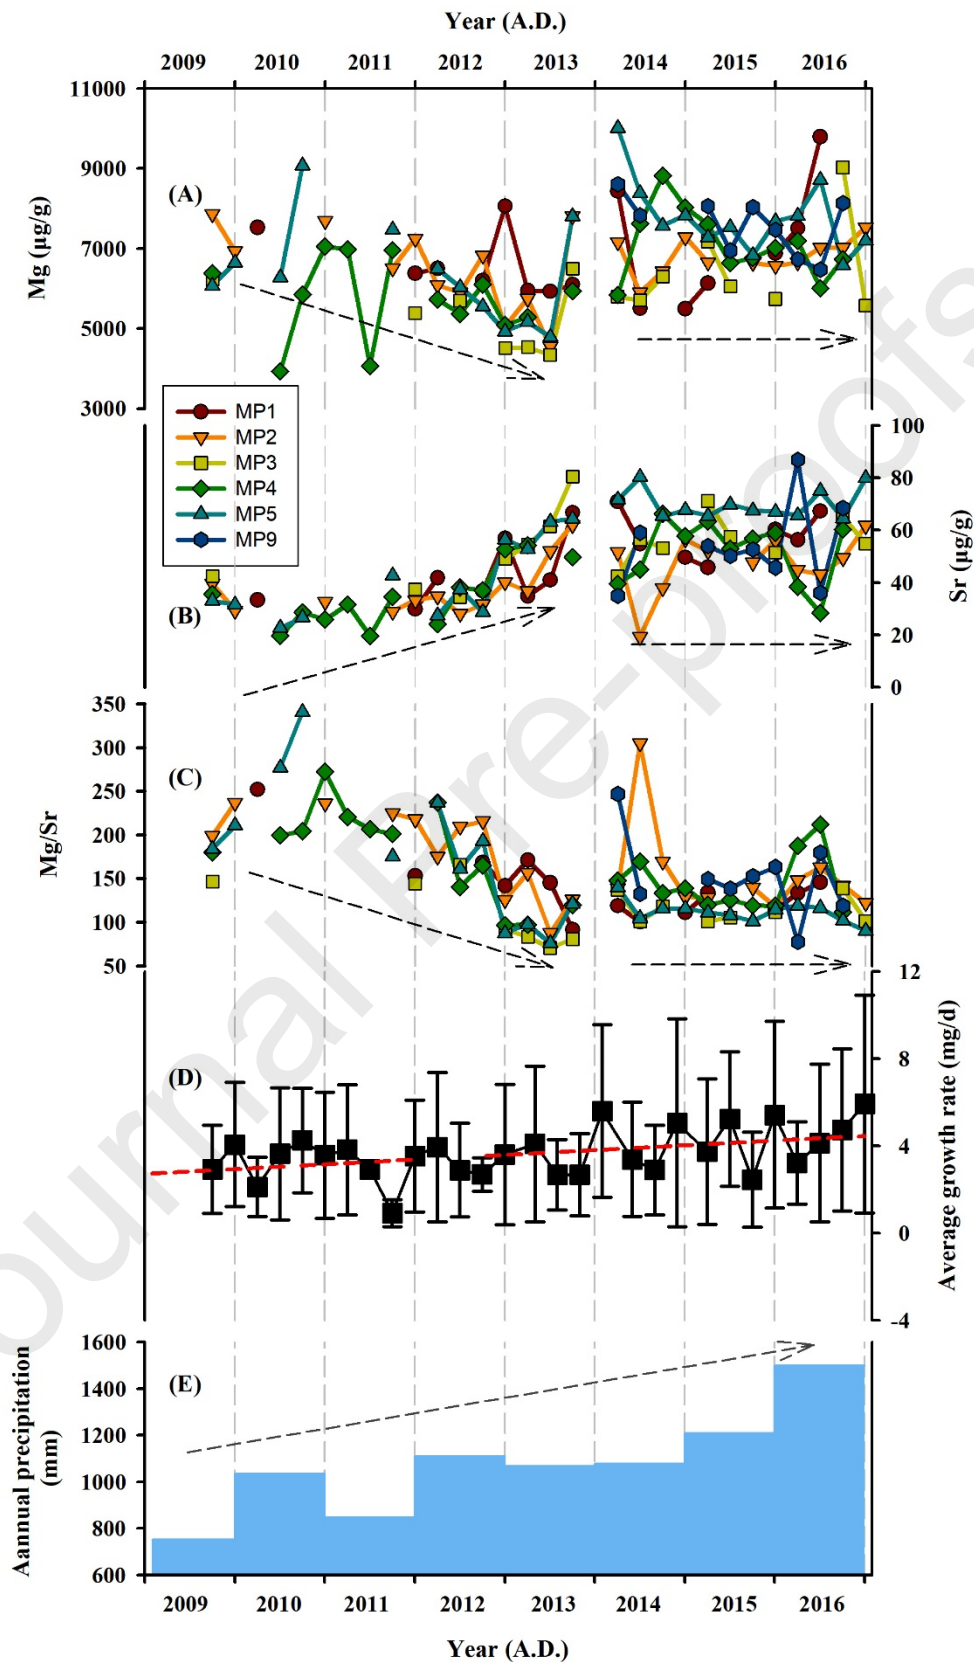 Year (A.D.)
2009 2010 2011 2012 2013 2014 2015 2016
11000
9000
7000
5000
3000
Mg (µg/g)
(A)
MP1
MP2
MP3
MP4
MP5
MP9
100
80
60
40
20
0
Sr (µg/g)
(B)
350
300
250
200
150
100
50
Mg/Sr
(C)
12
8
4
0
-4
Average growth rate (mg/d)
(D)
1600
1400
1200
1000
800
600
Aannual precipitation
(mm)
(E)
2009 2010 2011 2012 2013 2014 2015 2016
Year (A.D.)
ournal Pre-proofs